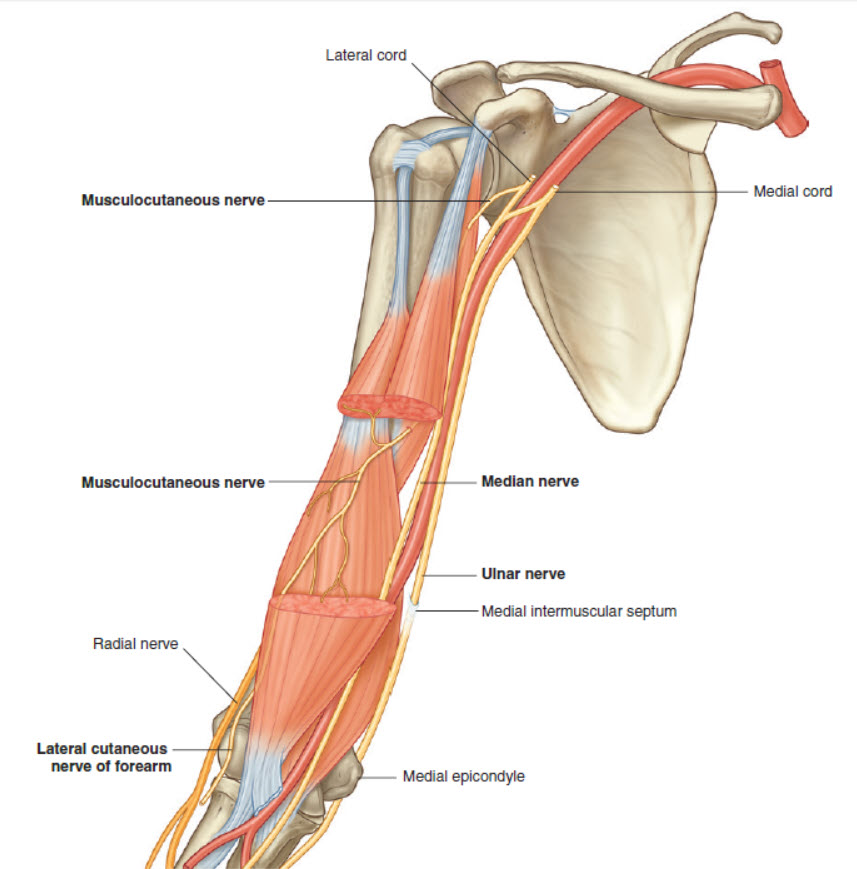 Lateral cord
Musculocutaneous nerve
Medial cord
Musculocutaneous nerve
Median nerve
Ulnar nerve
Medial intermuscular septum
Radial nerve
Lateral cutaneous
nerve of forearm
Medial epicondyle